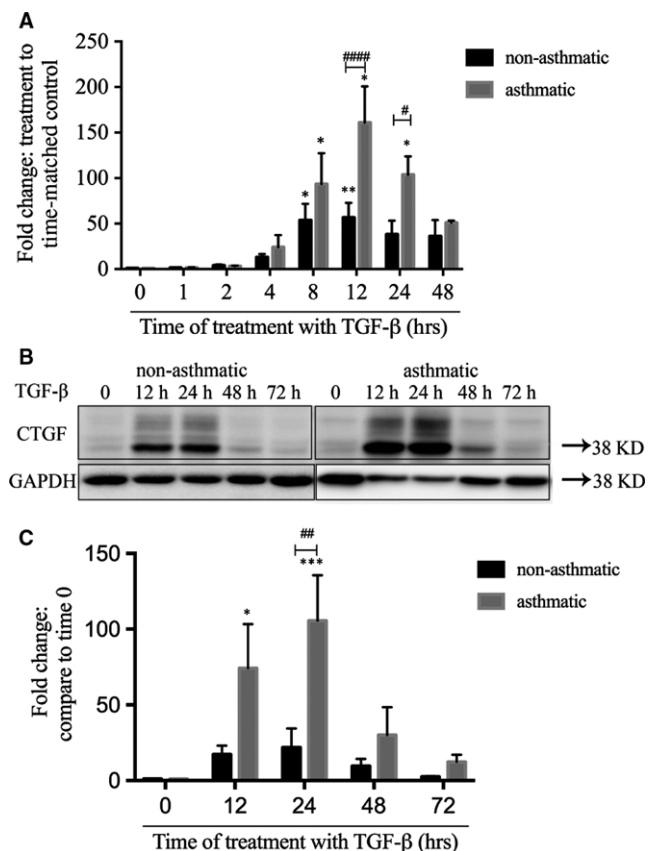 A
Fold change: treatment to
time-matched control
250
200
150
100
50
0
####
*
#
*
*
*
**
non-asthmatic
asthmatic
0 1 2 4 8 12 24 48
Time of treatment with TGF-β (hrs)
B
non-asthmatic asthmatic
TGF-β 0 12 h 24 h 48 h 72 h 0 12 h 24 h 48 h 72 h
CTGF →38 KD
GAPDH →38 KD
C
Fold change:
compare to time 0
150
100
50
0
##
***
*
non-asthmatic
asthmatic
0 12 24 48 72
Time of treatment with TGF-β (hrs)